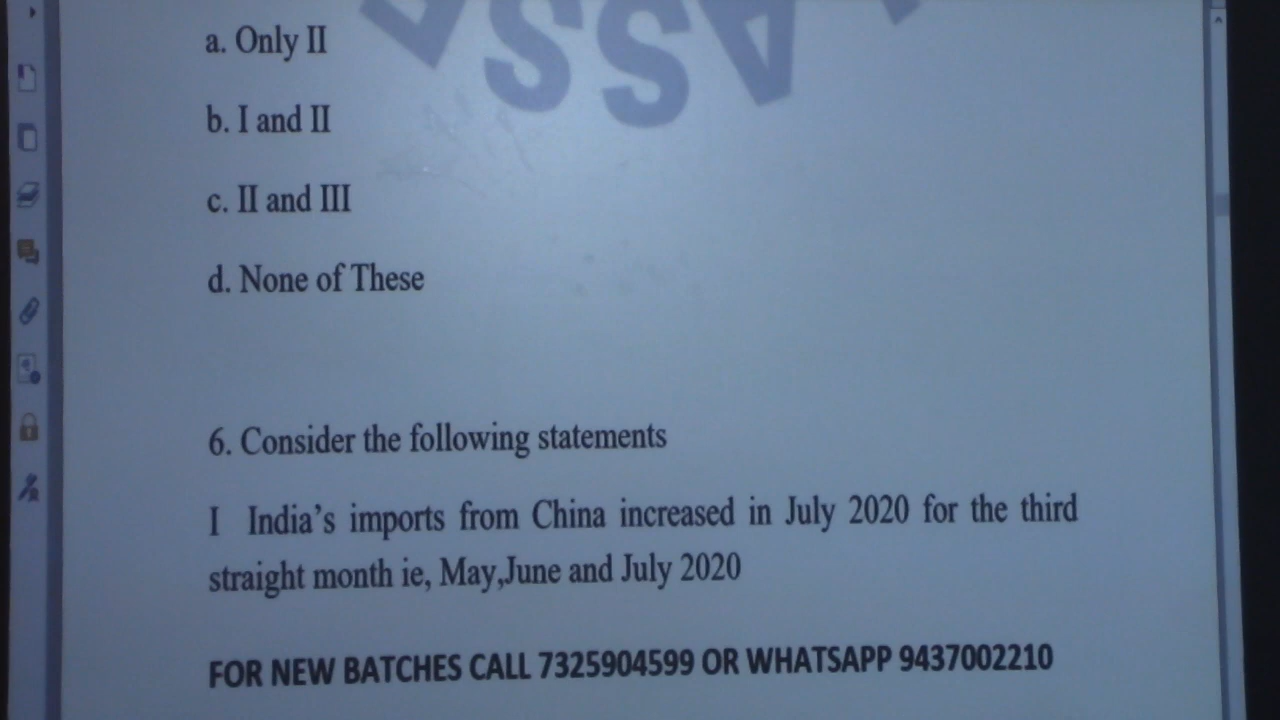 ASSA
a. Only II
b. I and II
c. II and III
d. None of These
6. Consider the following statements
I India's imports from China increased in July 2020 for the third
straight month ie, May,June and July 2020
FOR NEW BATCHES CALL 7325904599 OR WHATSAPP 9437002210